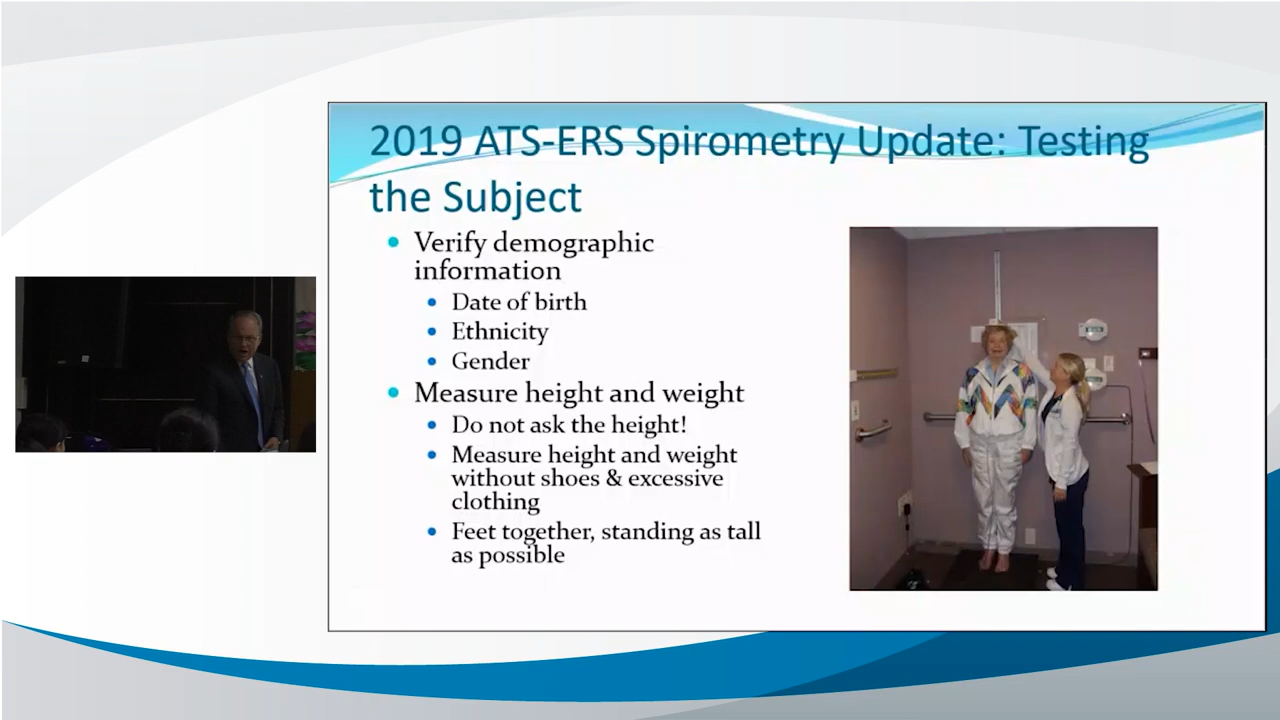 2019 ATS-ERS Spirometry Update: Testing
the Subject
Verify demographic
information
Date of birth
Ethnicity
Gender
Measure height and weight
Do not ask the height!
Measure height and weight
without shoes & excessive
clothing
Feet together, standing as tall
as possible